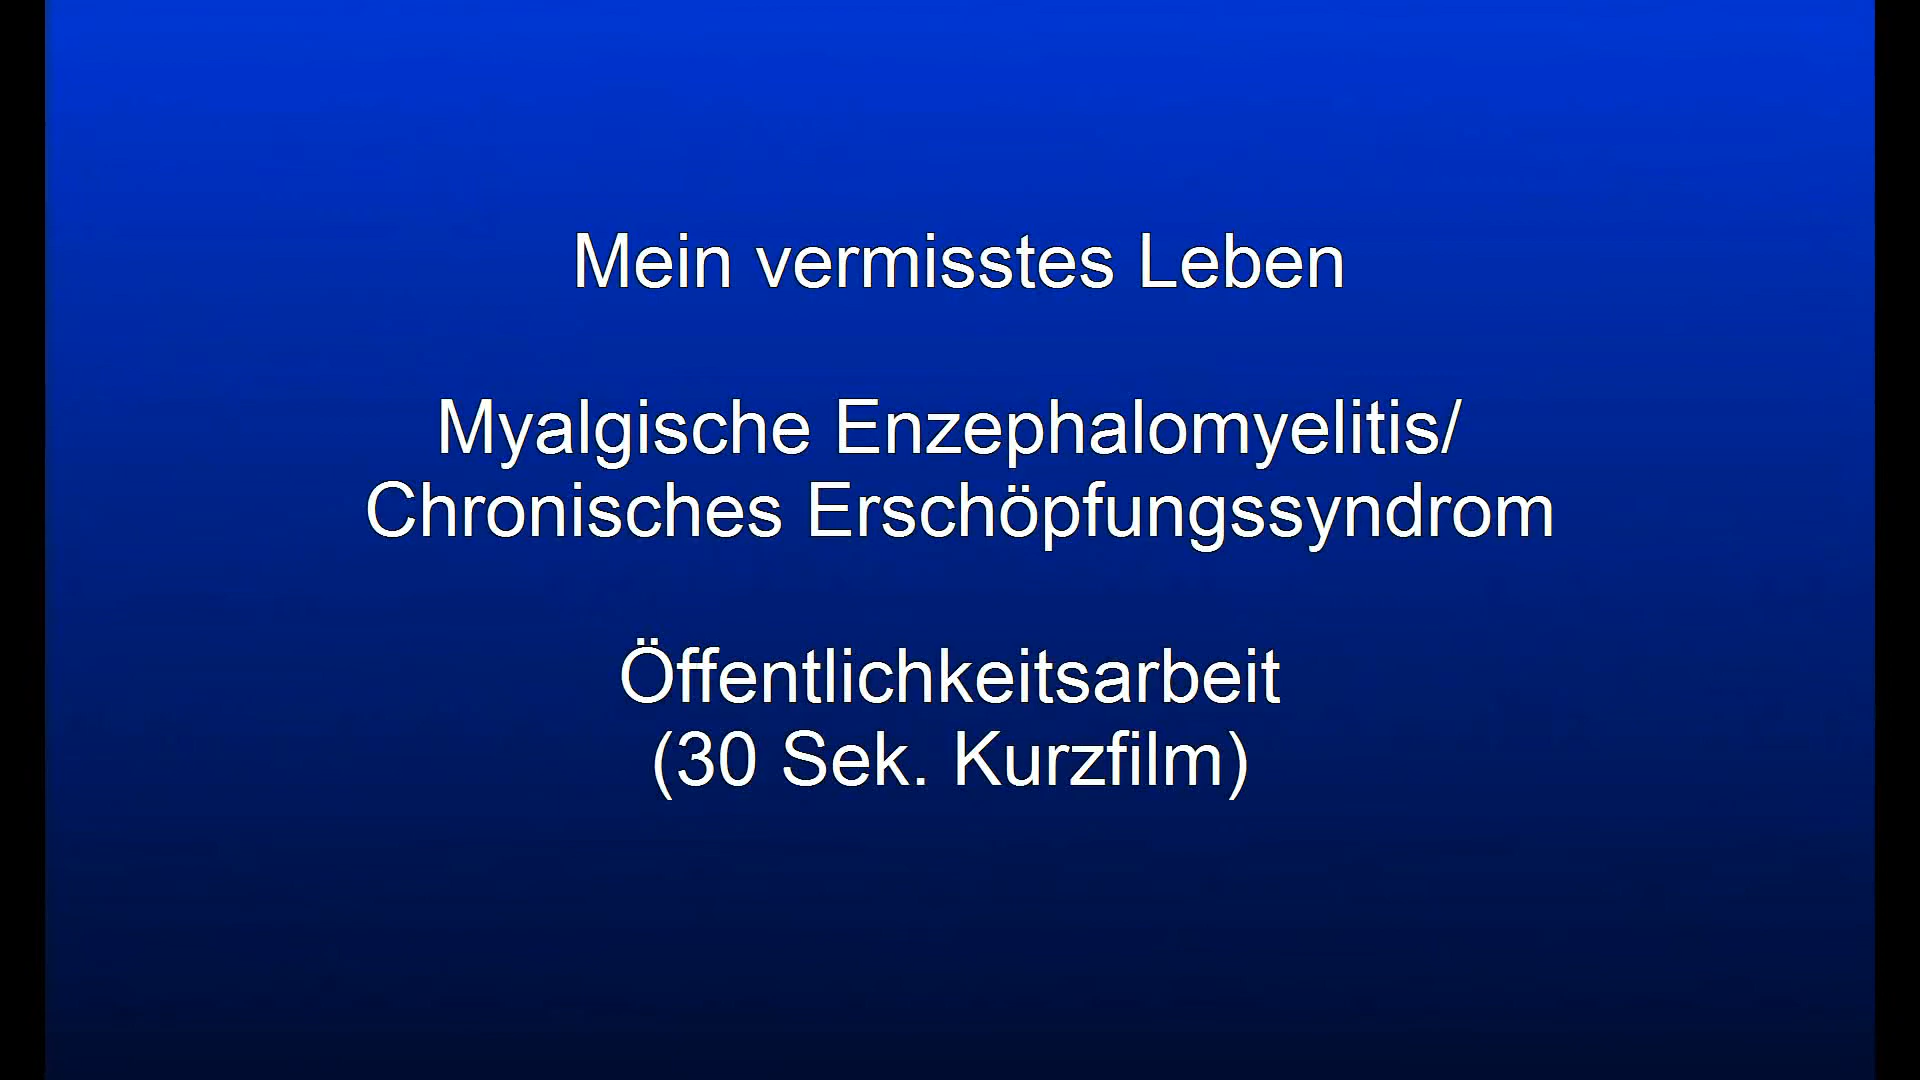 Mein vermisstes Leben
Myalgische Enzephalomyelitis/
Chronisches Erschöpfungssyndrom
Öffentlichkeitsarbeit
(30 Sek. Kurzfilm)